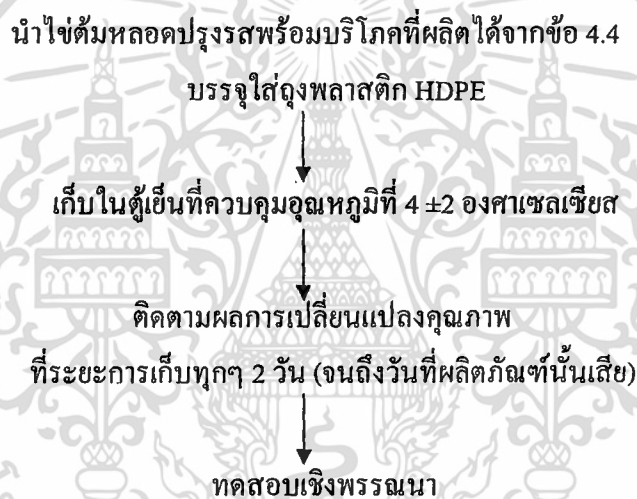 นำไข่ต้มหลอดปรุงรสพร้อมบริโภคที่ผลิตได้จากข้อ 4.4
บรรจุใส่ถุงพลาสติก HDPE
เก็บในตู้เย็นที่ควบคุมอุณหภูมิที่ 4 ±2 องศาเซลเซียส
ติดตามผลการเปลี่ยนแปลงคุณภาพ
ที่ระยะการเก็บทุกๆ 2 วัน (จนถึงวันที่ผลิตภัณฑ์นั้นเสีย)
ทดสอบเชิงพรรณนา